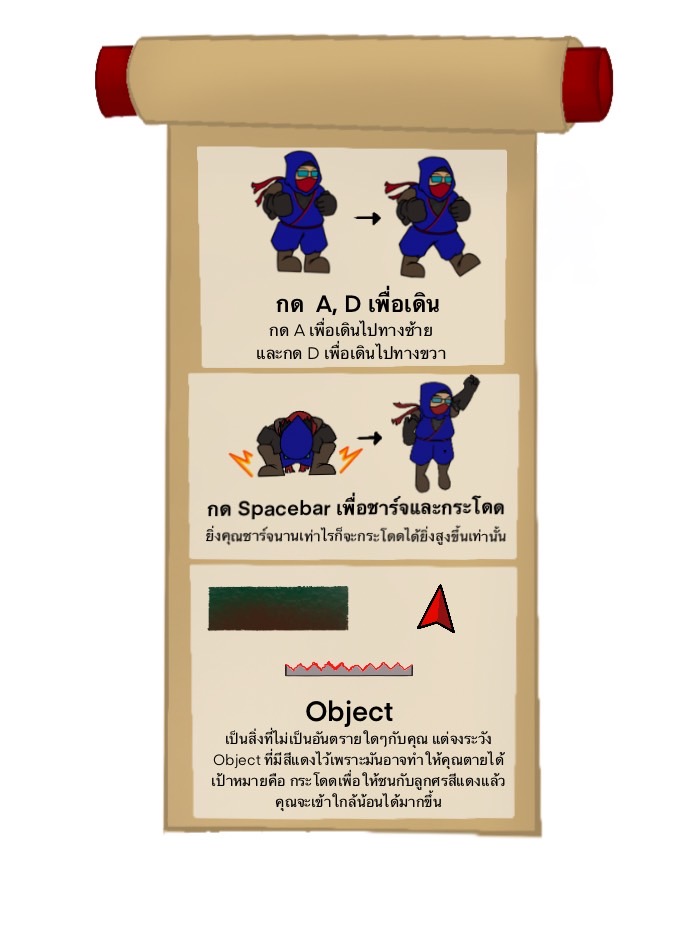 กด A, D เพื่อเดิน
กด A เพื่อเดินไปทางซ้าย
และกด D เพื่อเดินไปทางขวา
กด Spacebar เพื่อชาร์จและกระโดด
ยิ่งคุณชาร์จนานเท่าไรก็จะกระโดดได้ยิ่งสูงขึ้นเท่านั้น
Object
เป็นสิ่งที่ไม่เป็นอันตรายใดๆกับคุณ แต่จงระวัง
Object ที่มีสีแดงไว้เพราะมันอาจทำให้คุณตายได้
เป้าหมายคือ กระโดดเพื่อให้ชนกับลูกศรสีแดงแล้ว
คุณจะเข้าใกล้น้อนได้มากขึ้น